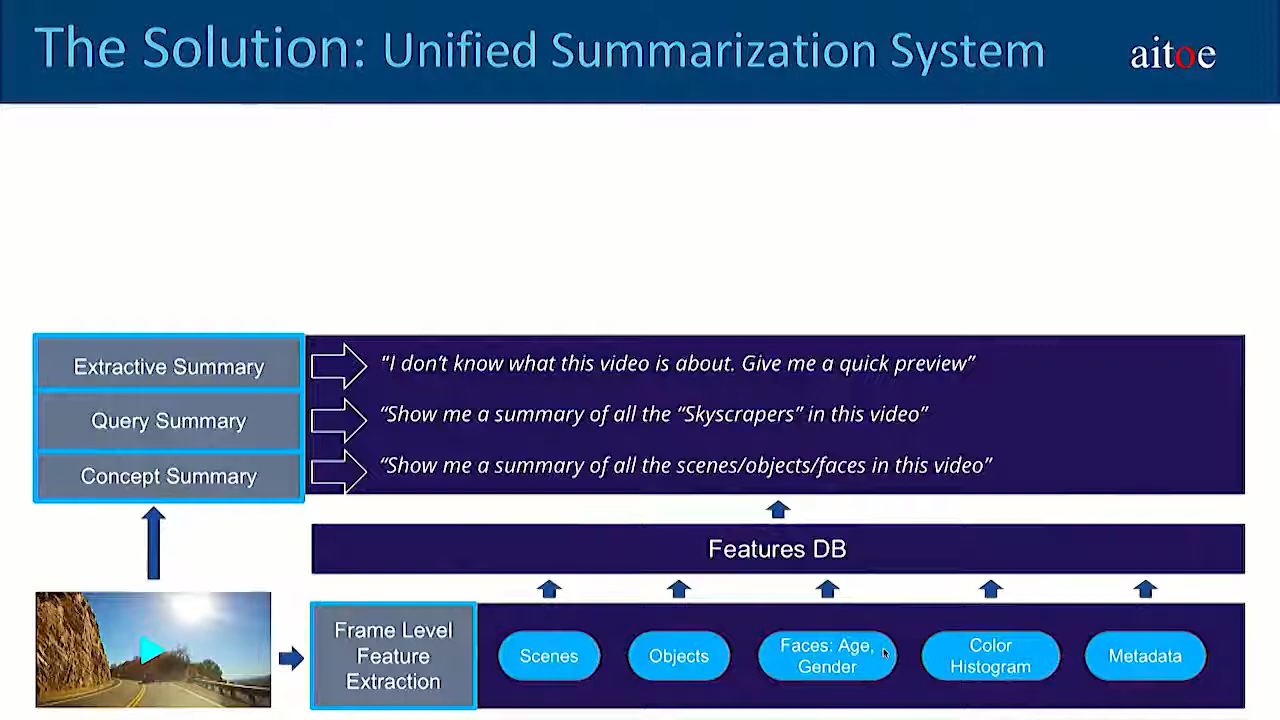 The Solution: Unified Summarization System
aitoe
Extractive Summary
“I don’t know what this video is about. Give me a quick preview”
Query Summary
“Show me a summary of all the “Skyscrapers” in this video”
Concept Summary
“Show me a summary of all the scenes/objects/faces in this video”
Features DB
Frame Level
Feature
Extraction
Scenes
Objects
Faces: Age,
Gender
Color
Histogram
Metadata